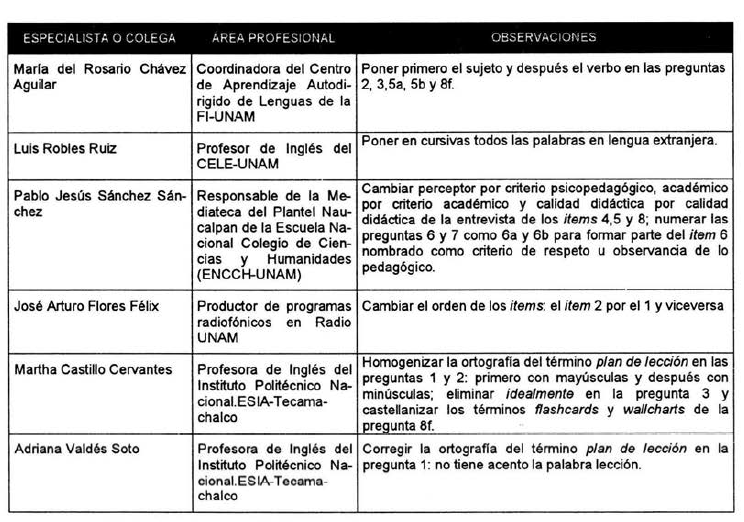 ESPECIALISTA O COLEGA ÁREA PROFESIONAL OBSERVACIONES
María del Rosario Chávez
Aguilar
Coordinadora del Centro
de Aprendizaje Autodi-
rigido de Lenguas de la
FI-UNAM
Poner primero el sujeto y después el verbo en las preguntas
2, 3,5a, 5b y 8f.
Luis Robles Ruiz
Profesor de Inglés del
CELE-UNAM
Poner en cursivas todos las palabras en lengua extranjera.
Pablo Jesús Sánchez Sán-
chez
Responsable de la Me-
diateca del Plantel Nau-
calpan de la Escuela Na-
cional Colegio de Cien-
cias y Humanidades
(ENCCH-UNAM)
Cambiar perceptor por criterio psicopedagógico, académico
por criterio académico y calidad didáctica por calidad
didáctica de la entrevista de los items 4,5 y 8; numerar las
preguntas 6 y 7 como 6a y 6b para formar parte del item 6
nombrado como criterio de respeto u observancia de lo
pedagógico.
José Arturo Flores Félix
Productor de programas
radiofónicos en Radio
UNAM
Cambiar el orden de los items: el item 2 por el 1 y viceversa
Martha Castillo Cervantes
Profesora de Inglés del
Instituto Politécnico Na-
cional.ESIA-Tecama-
chalco
Homogenizar la ortografía del término plan de lección en las
preguntas 1 y 2: primero con mayúsculas y después con
minúsculas; eliminar idealmente en la pregunta 3 y
castellanizar los términos flashcards y wallcharts de la
pregunta 8f.
Adriana Valdés Soto
Profesora de Inglés del
Instituto Politécnico Na-
cional.ESIA-Tecama-
chalco
Corregir la ortografía del término plan de lección en la
pregunta 1: no tiene acento la palabra lección.